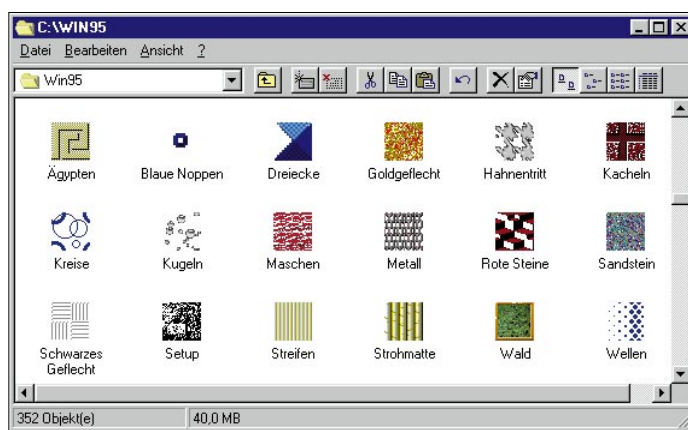 C:\WIN95
Datei Bearbeiten Ansicht ?
Win95
Ägypten Blaue Noppen Dreiecke Goldgeflecht Hahnentritt Kacheln
Kreise Kugeln Maschen Metall Rote Steine Sandstein
Schwarzes Geflecht Setup Streifen Strohmatte Wald Wellen
352 Objekt(e) 40,0 MB